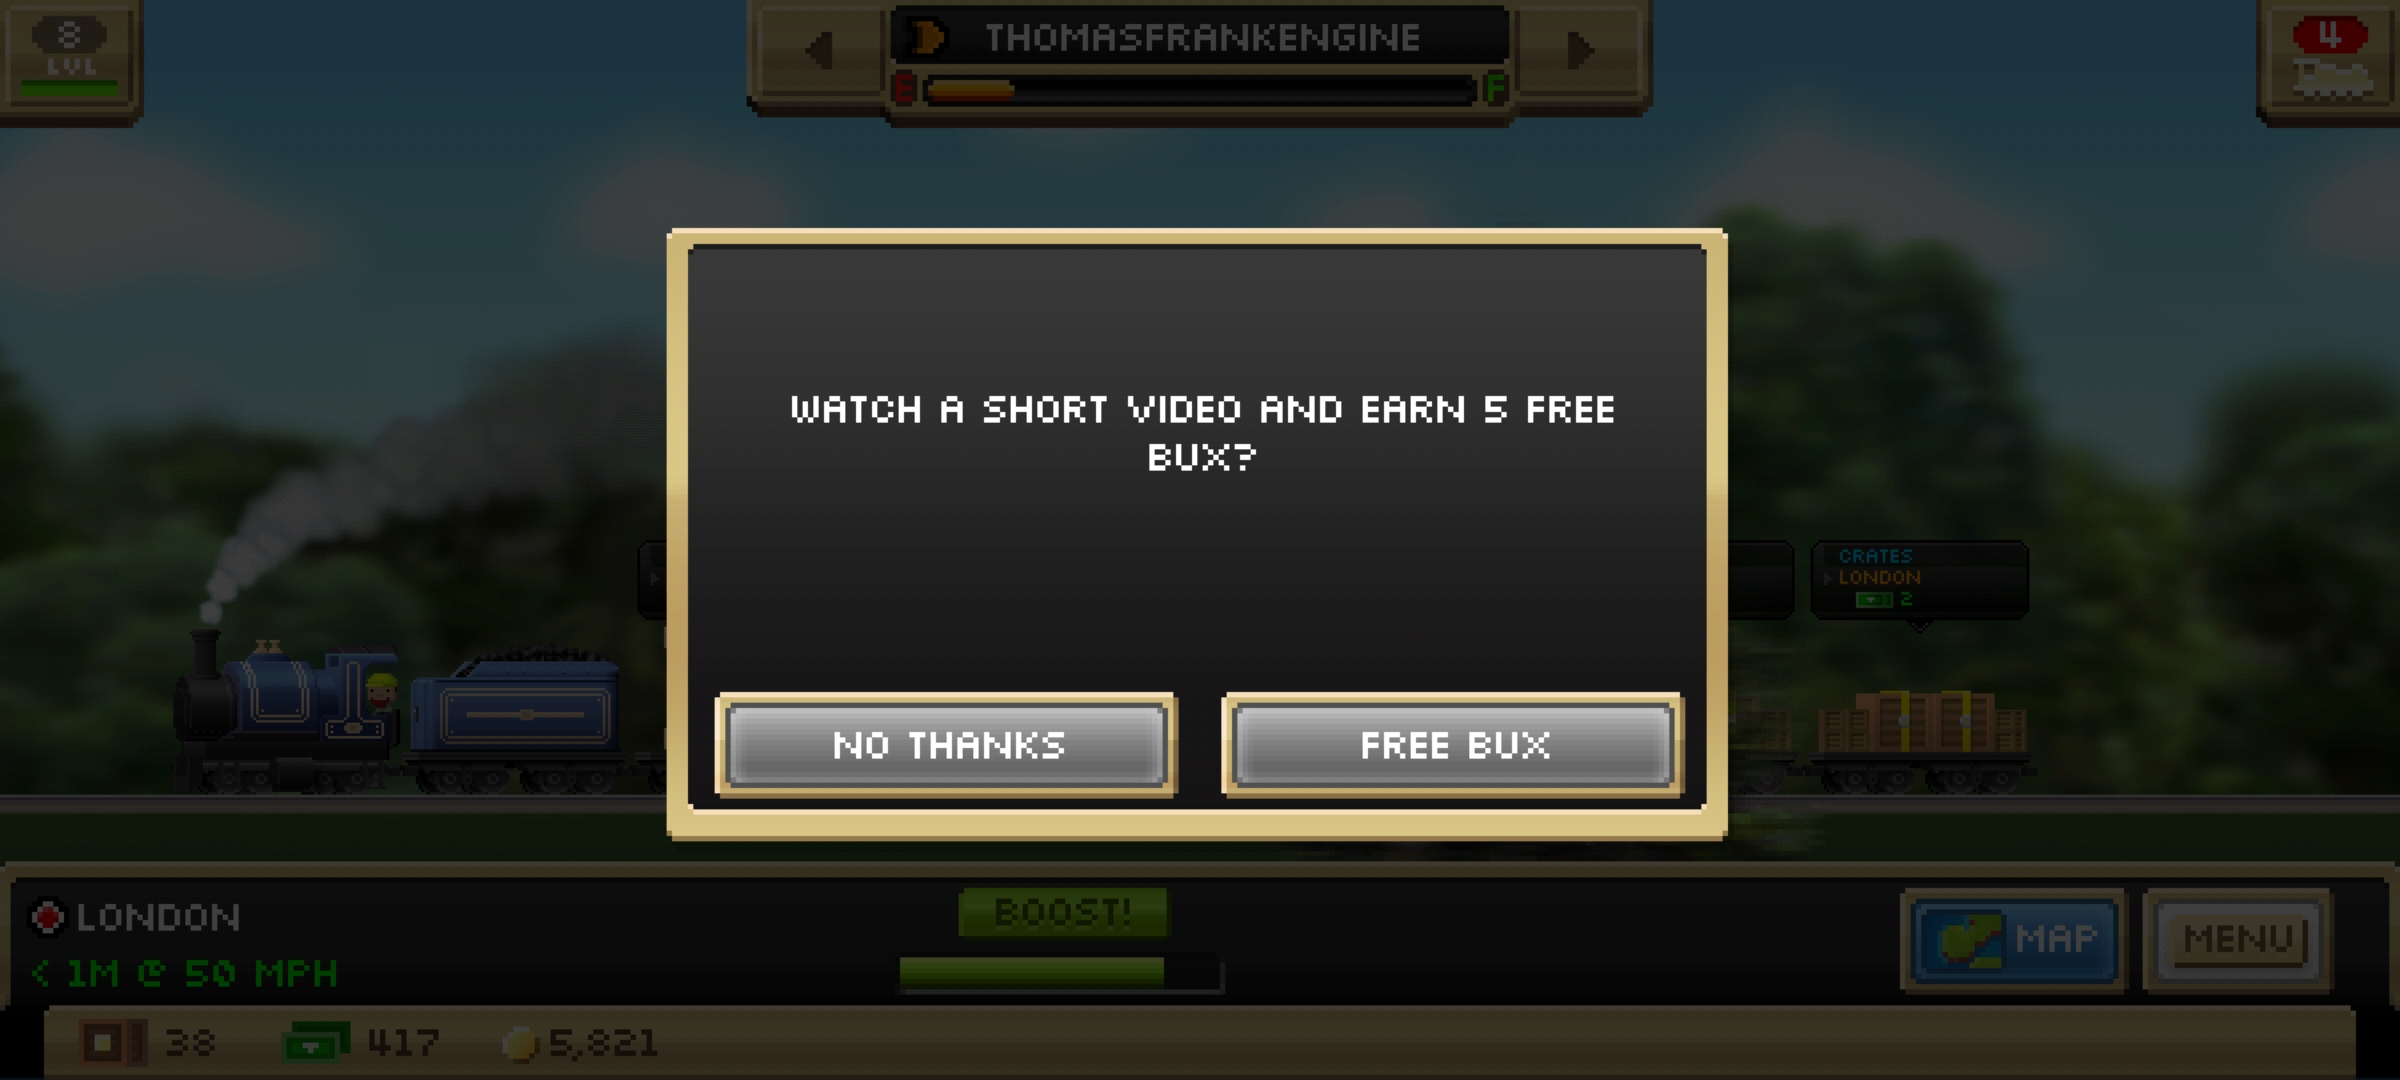 8
LVL
THOMASFRANKENGINE
E F
4
WATCH A SHORT VIDEO AND EARN 5 FREE
BUX?
CRATES
LONDON
2
NO THANKS
FREE BUX
LONDON
BOOST!
< 1M @ 50 MPH
MAP
MENU
38
417
5,821